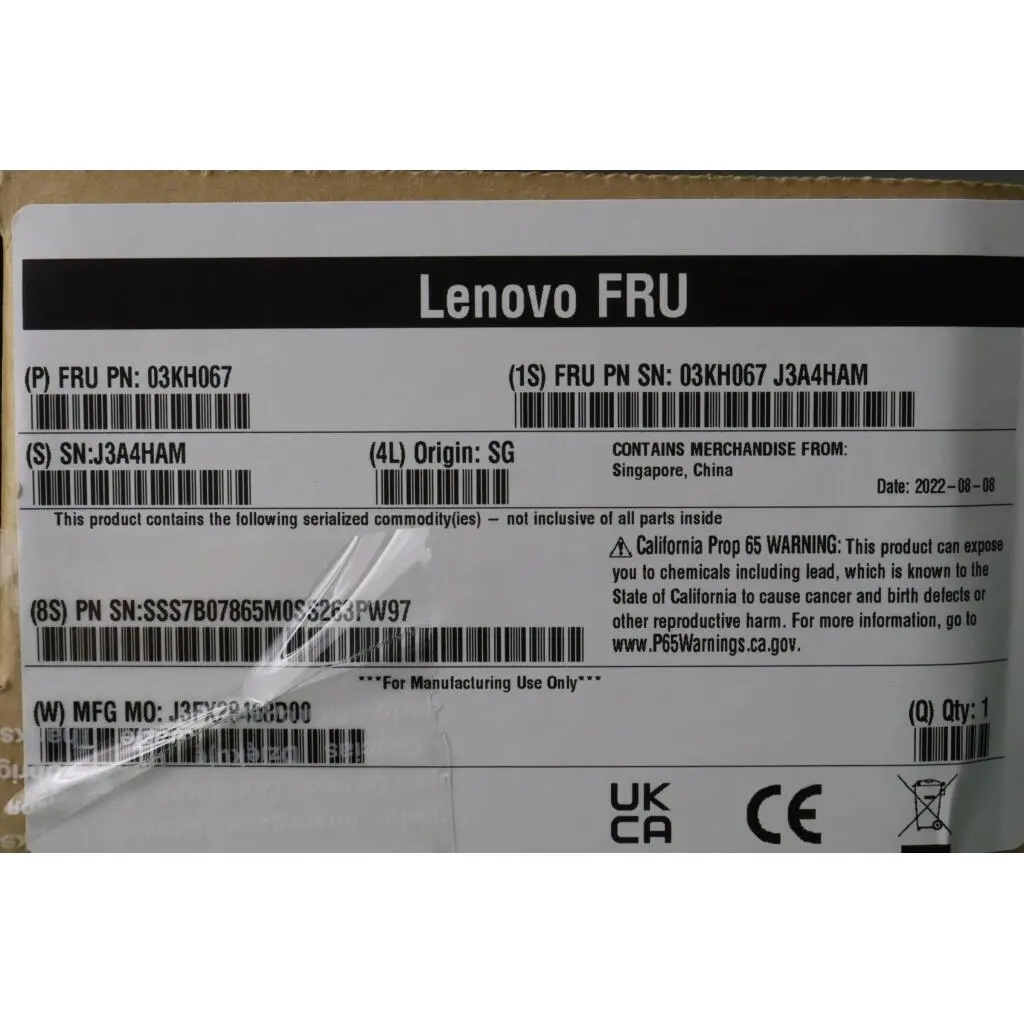 Lenovo FRU
(P) FRU PN: 03KH067
(1S) FRU PN SN: 03KH067 J3A4HAM
(S) SN:J3A4HAM
(4L) Origin: SG
CONTAINS MERCHANDISE FROM:
Singapore, China
Date: 2022-08-08
This product contains the following serialized commodity(ies) – not inclusive of all parts inside
⚠ California Prop 65 WARNING: This product can expose
you to chemicals including lead, which is known to the
State of California to cause cancer and birth defects or
other reproductive harm. For more information, go to
www.P65Warnings.ca.gov.
(8S) PN SN:SSS7B07865M0SS263PW97
***For Manufacturing Use Only***
(W) MFG MO:
(Q) Qty: 1
UK
CA
CE